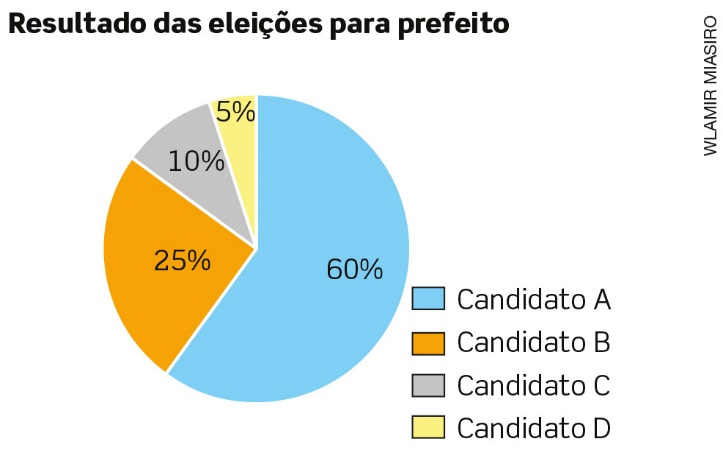 Resultado das eleições para prefeito
WLAMIR MIASIRO
5%
10%
25%
60%
Candidato A
Candidato B
Candidato C
Candidato D